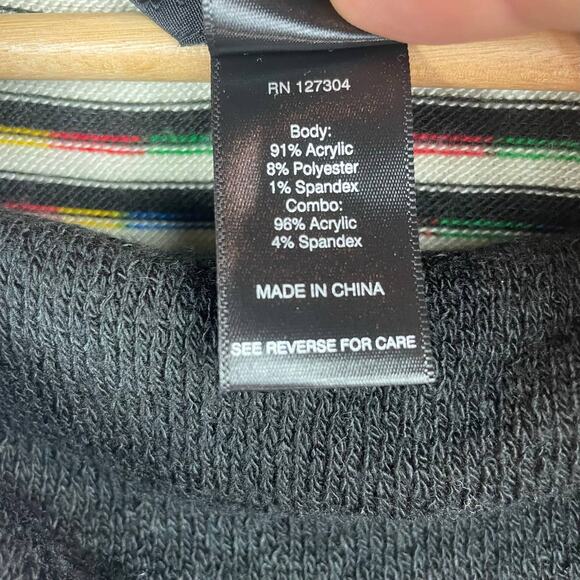 RN 127304
Body:
91% Acrylic
8% Polyester
1% Spandex
Combo:
96% Acrylic
4% Spandex
MADE IN CHINA
SEE REVERSE FOR CARE